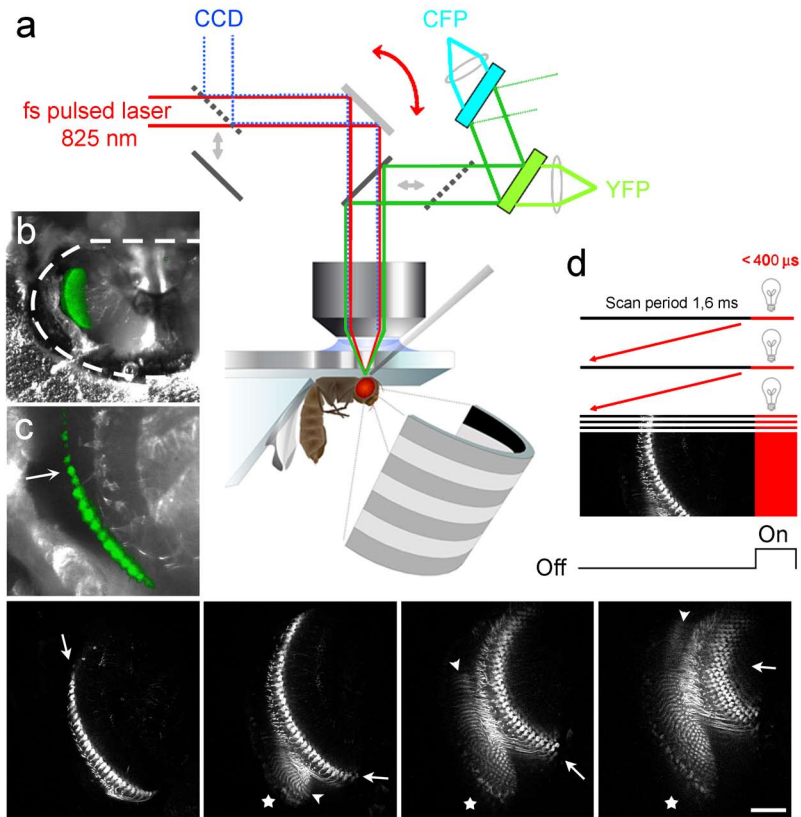 a
CCD
CFP
fs pulsed laser
825 nm
YFP
b
d
< 400 µs
Scan period 1,6 ms
c
On
Off